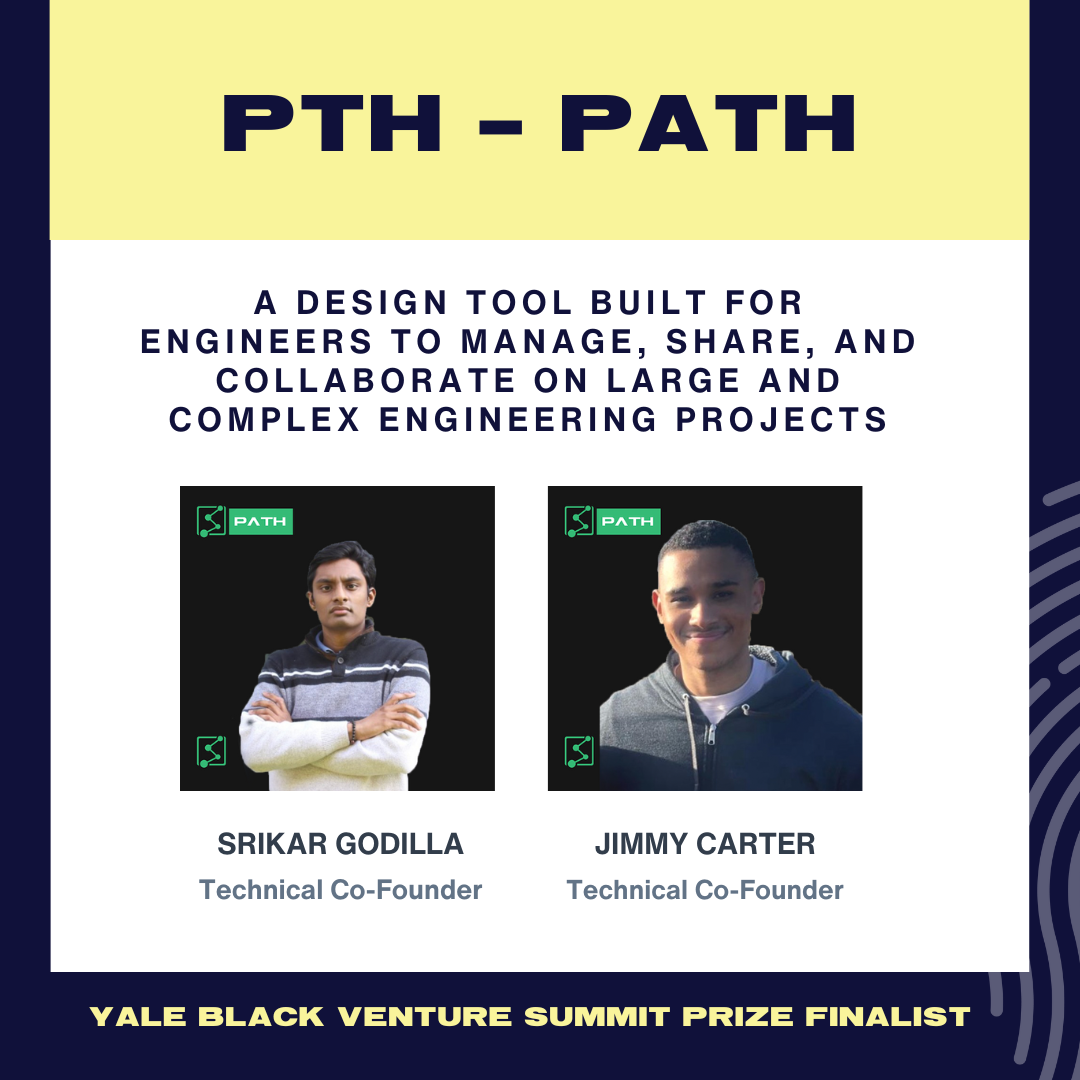 PTH - PATH
A DESIGN TOOL BUILT FOR
ENGINEERS TO MANAGE, SHARE, AND
COLLABORATE ON LARGE AND
COMPLEX ENGINEERING PROJECTS
PATH
PATH
SRIKAR GODILLA
JIMMY CARTER
Technical Co-Founder
Technical Co-Founder
YALE BLACK VENTURE SUMMIT PRIZE FINALIST